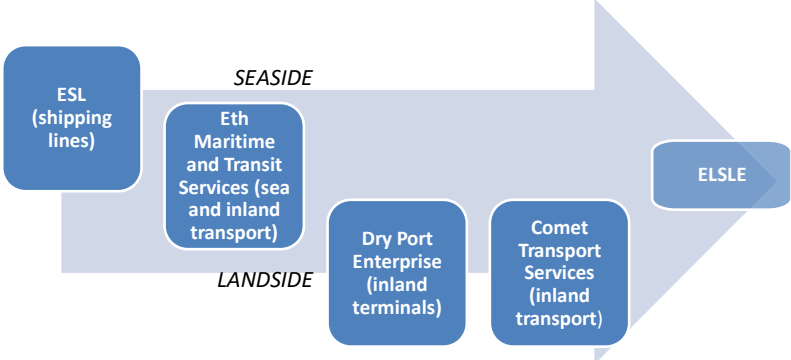 SEASIDE
ESL
(shipping
lines)
Eth
Maritime
and Transit
Services (sea
and inland
transport)
ELSLE
LANDSIDE
Dry Port
Enterprise
(inland
terminals)
Comet
Transport
Services
(inland
transport)